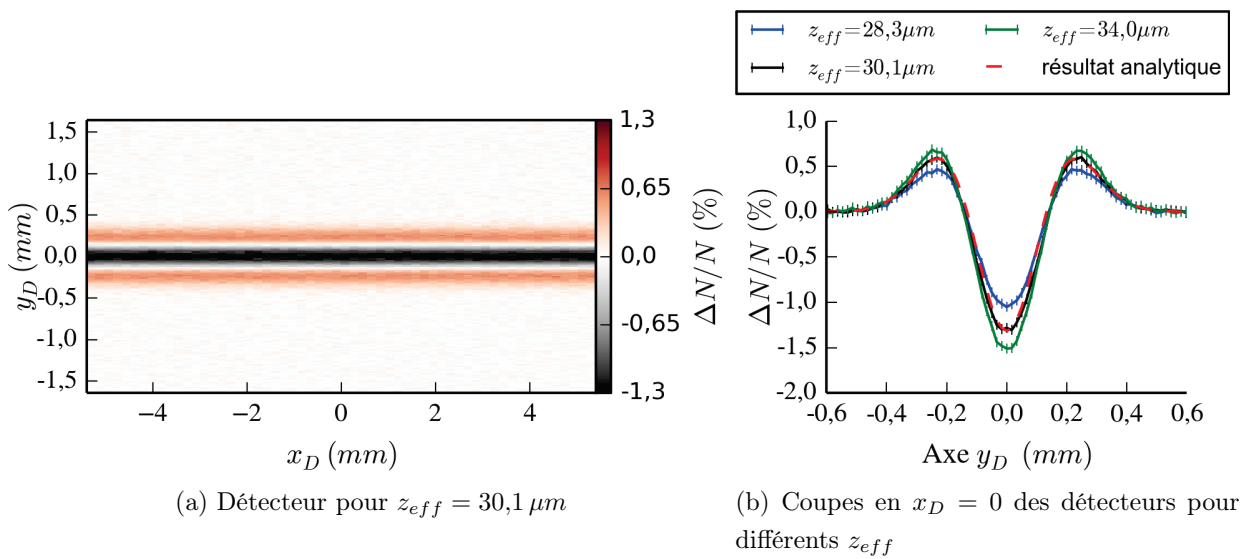 z_eff=28,3μm
z_eff=34,0μm
z_eff=30,1μm
résultat analytique
1,5
1,0
0,5
0,0
-0,5
-1,0
-1,5
y_D (mm)
−4
−2
0
2
4
x_D (mm)
1,3
0,65
0,0
-0,65
-1,3
ΔN/N (%)
1,0
0,5
0,0
-0,5
-1,0
-1,5
-2,0
ΔN/N (%)
-0,6
-0,4
-0,2
0,0
0,2
0,4
0,6
Axe y_D (mm)
(a) Détecteur pour z_eff = 30,1 μm
(b) Coupes en x_D = 0 des détecteurs pour
différents z_eff